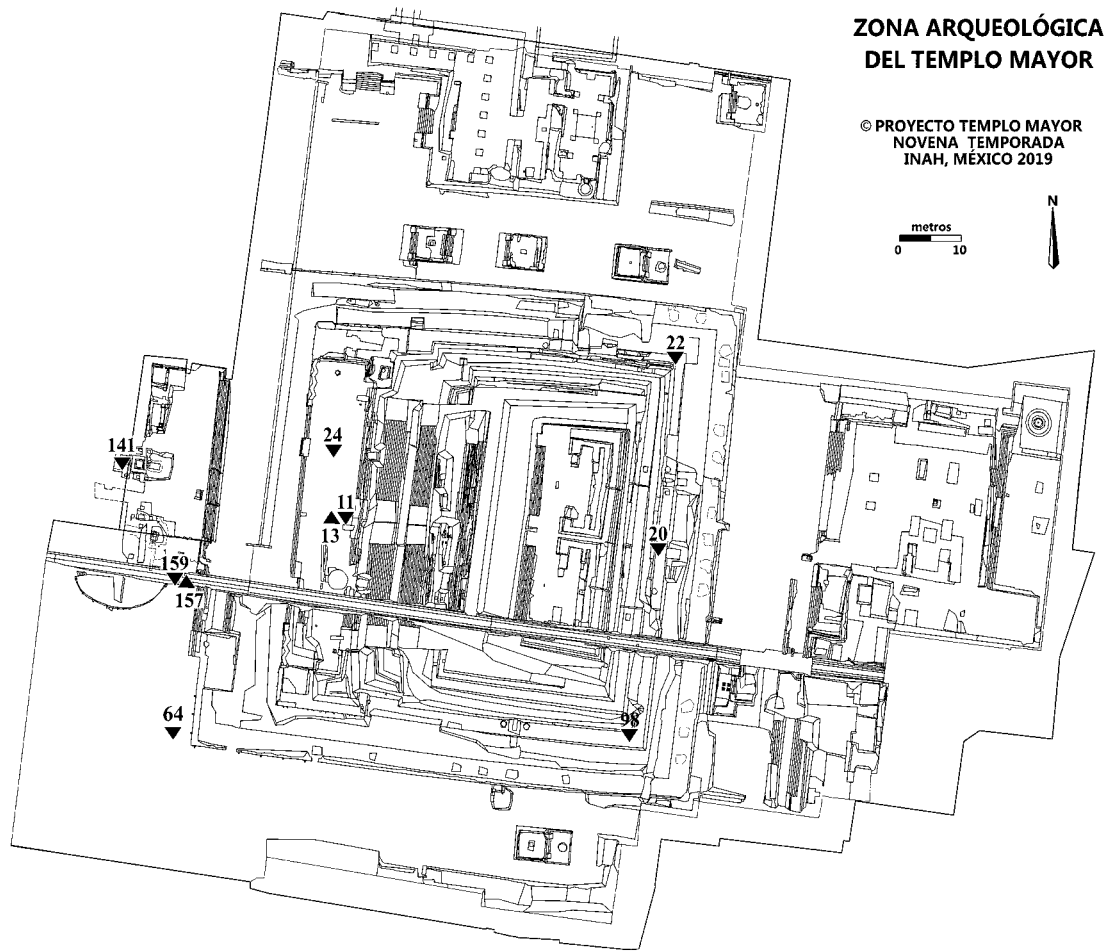 ZONA ARQUEOLÓGICA
DEL TEMPLO MAYOR
© PROYECTO TEMPLO MAYOR
NOVENA TEMPORADA
INAH, MÉXICO 2019
N
metros
0 10
22
24
141
11
13
20
159
157
64
98